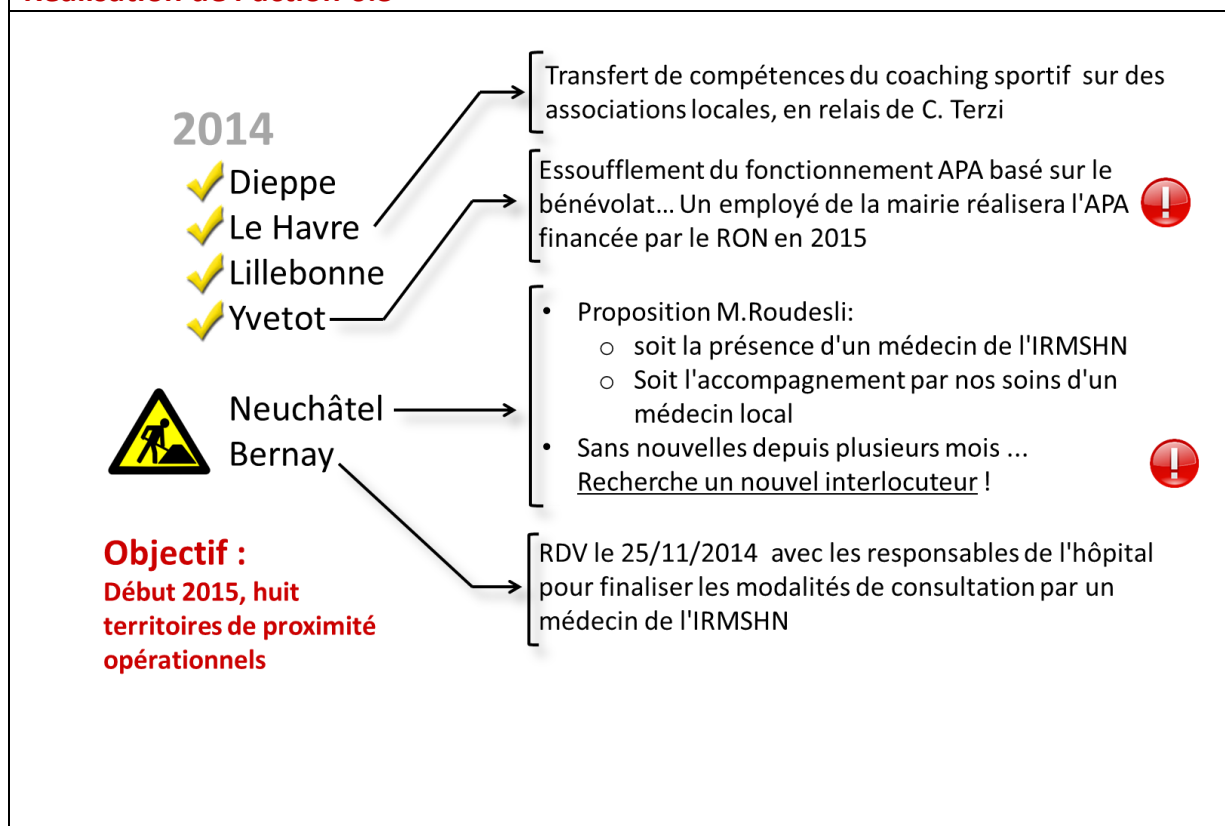 Transfert de compétences du coaching sportif sur des
associations locales, en relais de C. Terzi
2014
Dieppe
Le Havre
Lillebonne
Yvetot
Essoufflement du fonctionnement APA basé sur le
bénévolat... Un employé de la mairie réalisera l'APA
financée par le RON en 2015
Neuchâtel
Bernay
• Proposition M.Roudesli:
o soit la présence d'un médecin de l'IRMSHN
o Soit l'accompagnement par nos soins d'un
médecin local
• Sans nouvelles depuis plusieurs mois ...
Recherche un nouvel interlocuteur !
Objectif :
Début 2015, huit
territoires de proximité
opérationnels
RDV le 25/11/2014 avec les responsables de l'hôpital
pour finaliser les modalités de consultation par un
médecin de l'IRMSHN